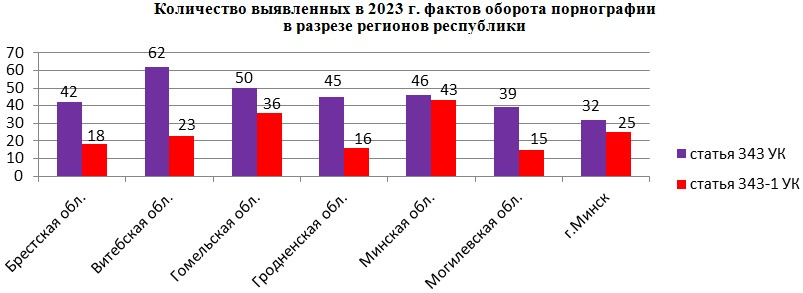 Количество выявленных в 2023 г. фактов оборота порнографии
в разрезе регионов республики
70
60
50
40
30
20
10
0
42
18
62
23
50
36
45
16
46
43
39
15
32
25
Брестская обл.
Витебская обл.
Гомельская обл.
Гродненская обл.
Минская обл.
Могилевская обл.
г.Минск
статья 343 УК
статья 343-1 УК